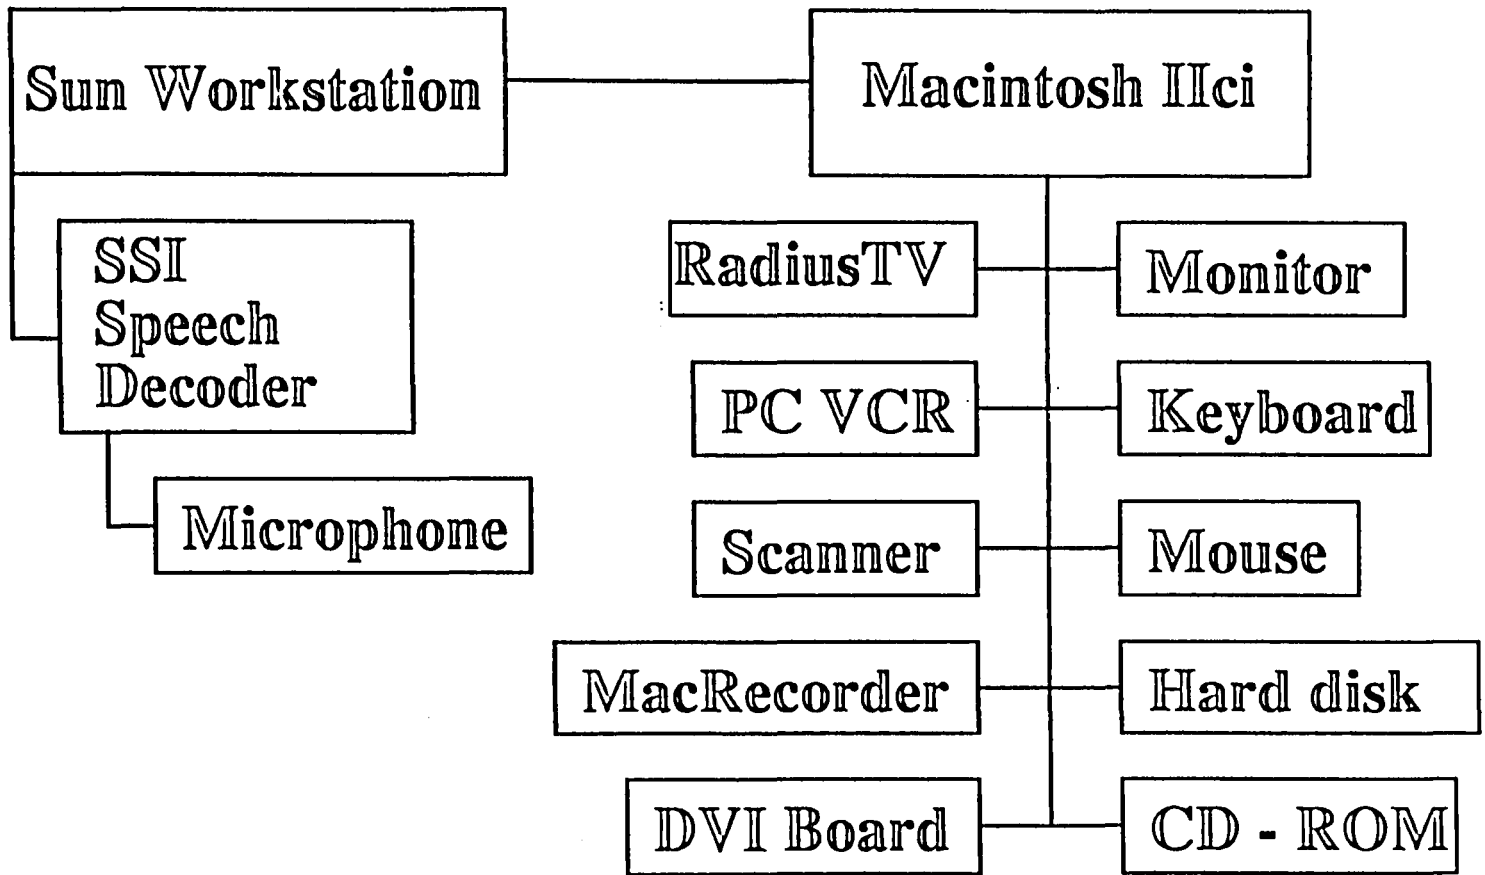 Sun Workstation
Macintosh IIci
SSI
Speech
Decoder
Microphone
RadiusTV
Monitor
PC VCR
Keyboard
Scanner
Mouse
MacRecorder
Hard disk
DVI Board
CD - ROM